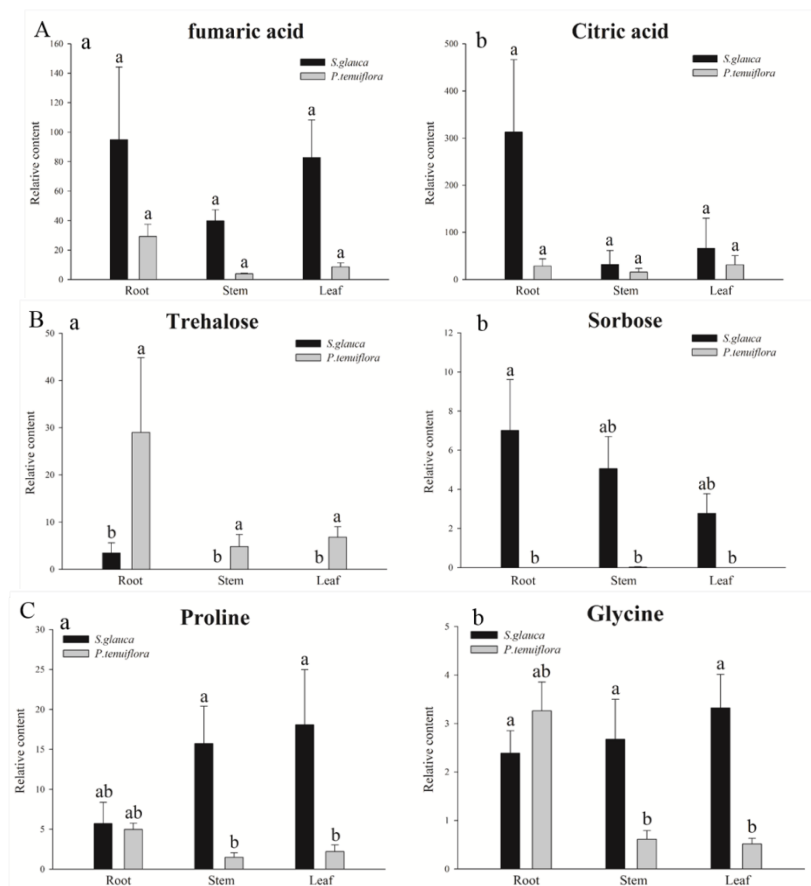 A
a
fumaric acid
160
140
120
100
80
60
40
20
0
Relative content
S.glauca
P.tenuiflora
a
a
a
a
a
a
Root
Stem
Leaf
b
Citric acid
500
400
300
200
100
0
Relative content
S.glauca
P.tenuiflora
a
a
a
a
a
a
Root
Stem
Leaf
B
a
Trehalose
50
40
30
20
10
0
Relative content
S.glauca
P.tenuiflora
b
a
b
a
b
a
Root
Stem
Leaf
b
Sorbose
12
10
8
6
4
2
0
Relative content
S.glauca
P.tenuiflora
a
b
ab
b
ab
b
Root
Stem
Leaf
C
a
Proline
30
25
20
15
10
5
0
Relative content
S.glauca
P.tenuiflora
ab
ab
a
b
a
b
Root
Stem
Leaf
b
Glycine
5
4
3
2
1
0
Relative content
S.glauca
P.tenuiflora
a
ab
a
b
a
b
Root
Stem
Leaf